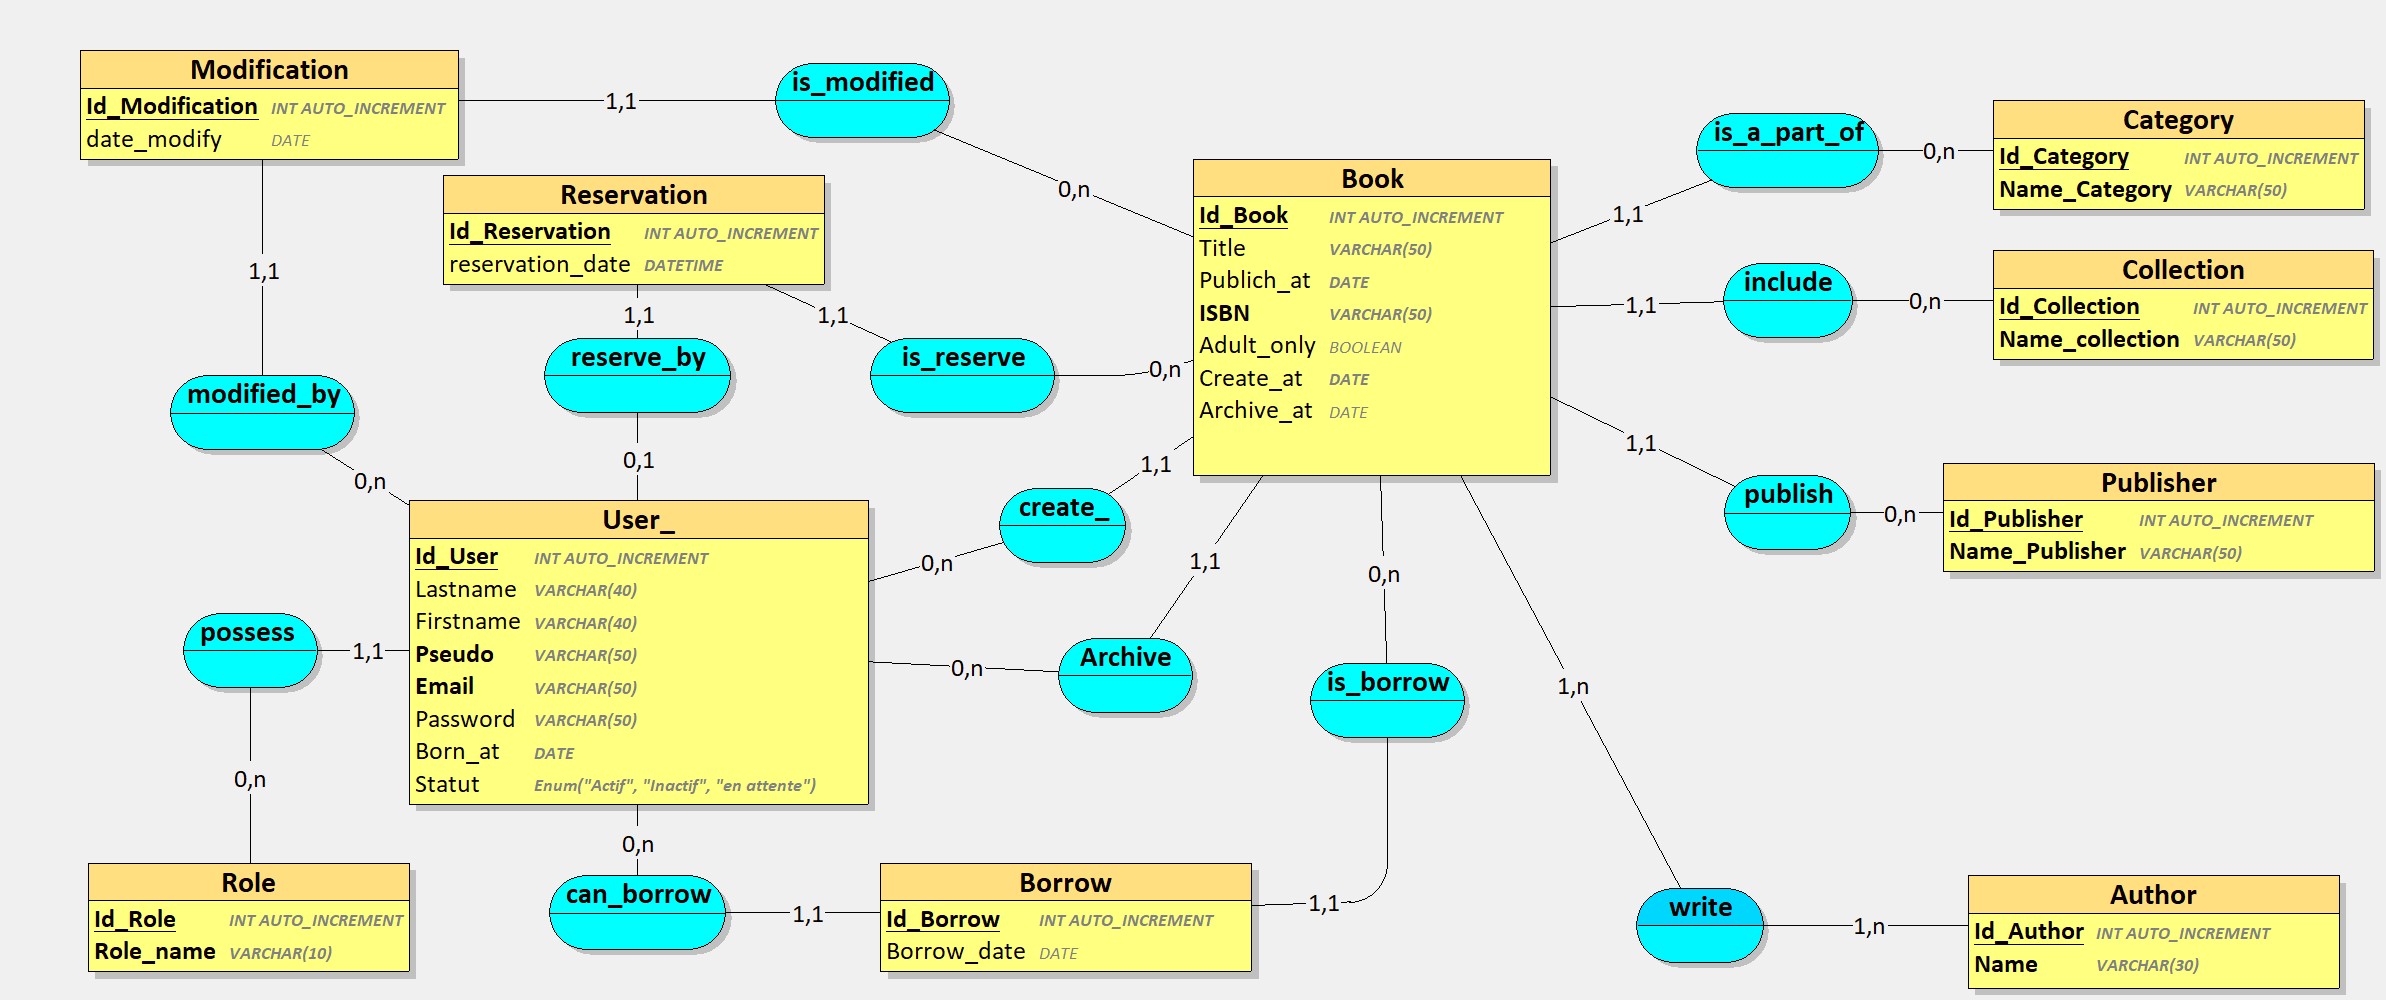 Modification
Id_Modification INT AUTO_INCREMENT
date_modify DATE
1,1
is_modified
0,n
1,1
modified_by
0,n
Reservation
Id_Reservation INT AUTO_INCREMENT
reservation_date DATETIME
1,1
reserve_by
0,1
1,1
is_reserve
0,n
Book
Id_Book INT AUTO_INCREMENT
Title VARCHAR(50)
Publich_at DATE
ISBN VARCHAR(50)
Adult_only BOOLEAN
Create_at DATE
Archive_at DATE
1,1
is_a_part_of
0,n
Category
Id_Category INT AUTO_INCREMENT
Name_Category VARCHAR(50)
1,1
include
0,n
Collection
Id_Collection INT AUTO_INCREMENT
Name_collection VARCHAR(50)
1,1
publish
0,n
Publisher
Id_Publisher INT AUTO_INCREMENT
Name_Publisher VARCHAR(50)
User_
Id_User INT AUTO_INCREMENT
Lastname VARCHAR(40)
Firstname VARCHAR(40)
Pseudo VARCHAR(50)
Email VARCHAR(50)
Password VARCHAR(50)
Born_at DATE
Statut Enum("Actif", "Inactif", "en attente")
1,1
create_
0,n
1,1
Archive
0,n
0,n
is_borrow
1,1
possess
1,1
0,n
Role
Id_Role INT AUTO_INCREMENT
Role_name VARCHAR(10)
0,n
can_borrow
1,1
Borrow
Id_Borrow INT AUTO_INCREMENT
Borrow_date DATE
1,n
write
1,n
Author
Id_Author INT AUTO_INCREMENT
Name VARCHAR(30)